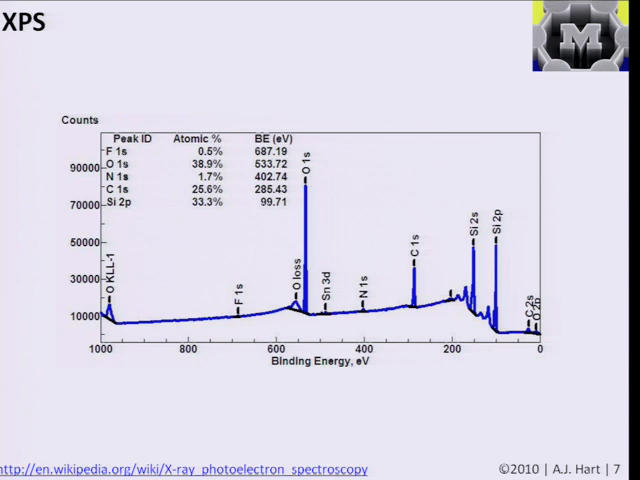 XPS
M
Counts
Peak ID Atomic % BE (eV)
F 1s 0.5% 687.19
O 1s 38.9% 533.72
N 1s 1.7% 402.74
C 1s 25.6% 285.43
Si 2p 33.3% 99.71
90000
70000
50000
30000
10000
O KLL-1
F 1s
O loss
O 1s
Sn 3d
N 1s
C 1s
Si 2s
Si 2p
C 2s
O 2p
1000 800 600 400 200 0
Binding Energy, eV
http://en.wikipedia.org/wiki/X-ray_photoelectron_spectroscopy
©2010 | A.J. Hart | 7